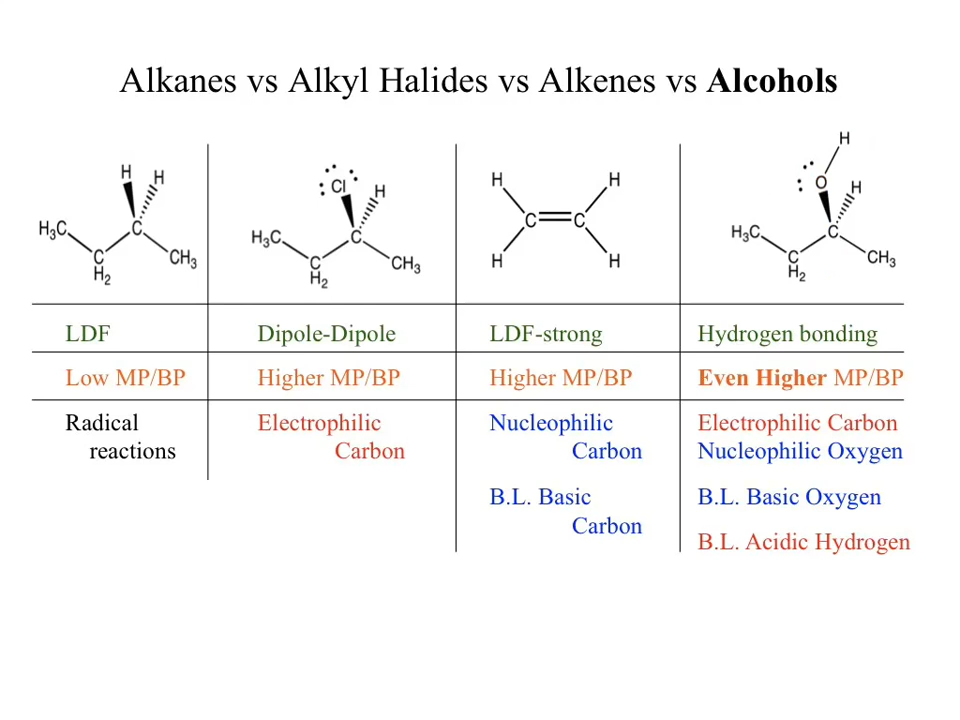 Alkanes vs Alkyl Halides vs Alkenes vs Alcohols
H H
H₃C C CH₃
C
H₂
:Cl H
H₃C C CH₃
C
H₂
H H
C=C
H H
H
:O H
H₃C C CH₃
C
H₂
LDF Dipole-Dipole LDF-strong Hydrogen bonding
Low MP/BP Higher MP/BP Higher MP/BP Even Higher MP/BP
Radical
reactions
Electrophilic
Carbon
Nucleophilic
Carbon
B.L. Basic
Carbon
Electrophilic Carbon
Nucleophilic Oxygen
B.L. Basic Oxygen
B.L. Acidic Hydrogen